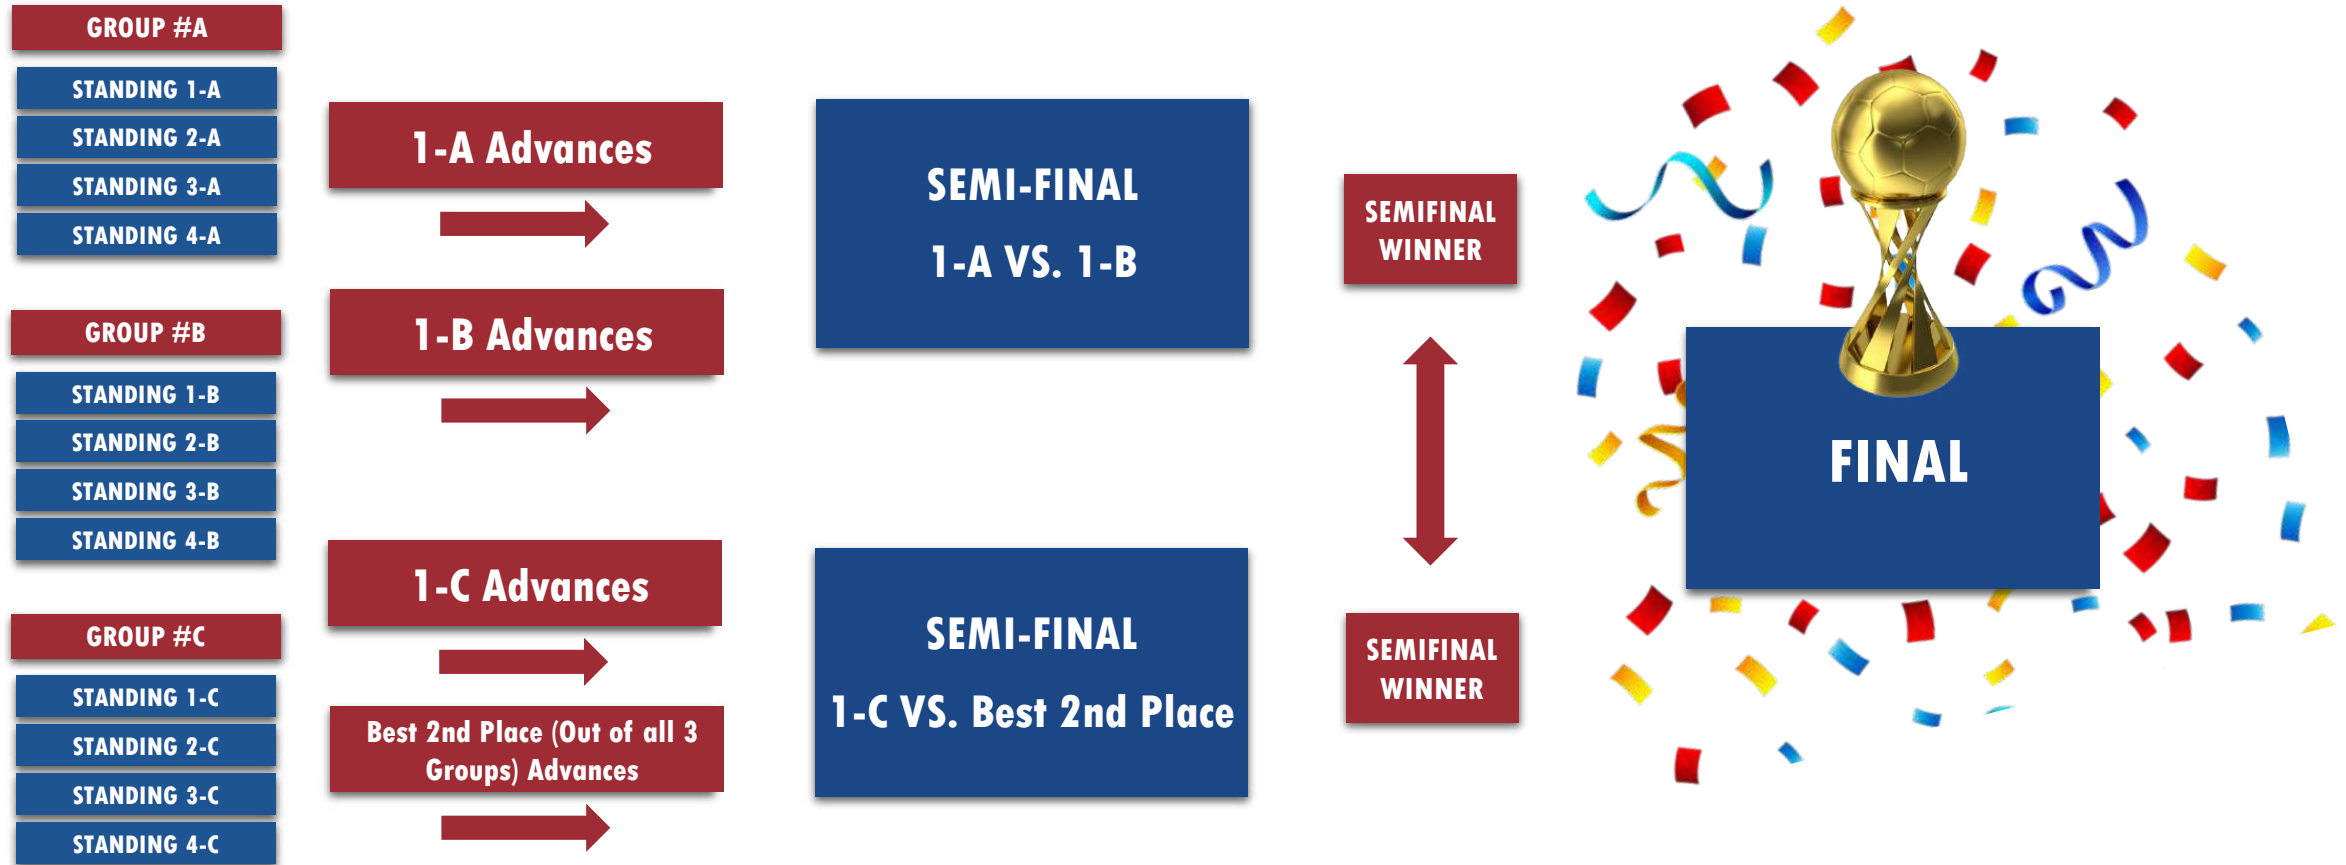 GROUP #A
STANDING 1-A
STANDING 2-A
STANDING 3-A
STANDING 4-A
GROUP #B
STANDING 1-B
STANDING 2-B
STANDING 3-B
STANDING 4-B
GROUP #C
STANDING 1-C
STANDING 2-C
STANDING 3-C
STANDING 4-C
1-A Advances
1-B Advances
1-C Advances
Best 2nd Place (Out of all 3
Groups) Advances
SEMI-FINAL
1-A VS. 1-B
SEMI-FINAL
1-C VS. Best 2nd Place
SEMIFINAL
WINNER
SEMIFINAL
WINNER
FINAL